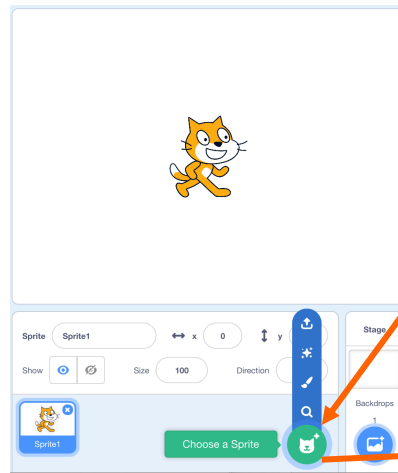 Sprite Sprite1 x 0 y
Stage
Show Size 100 Direction
Backdrops
1
Sprite1
Choose a Sprite